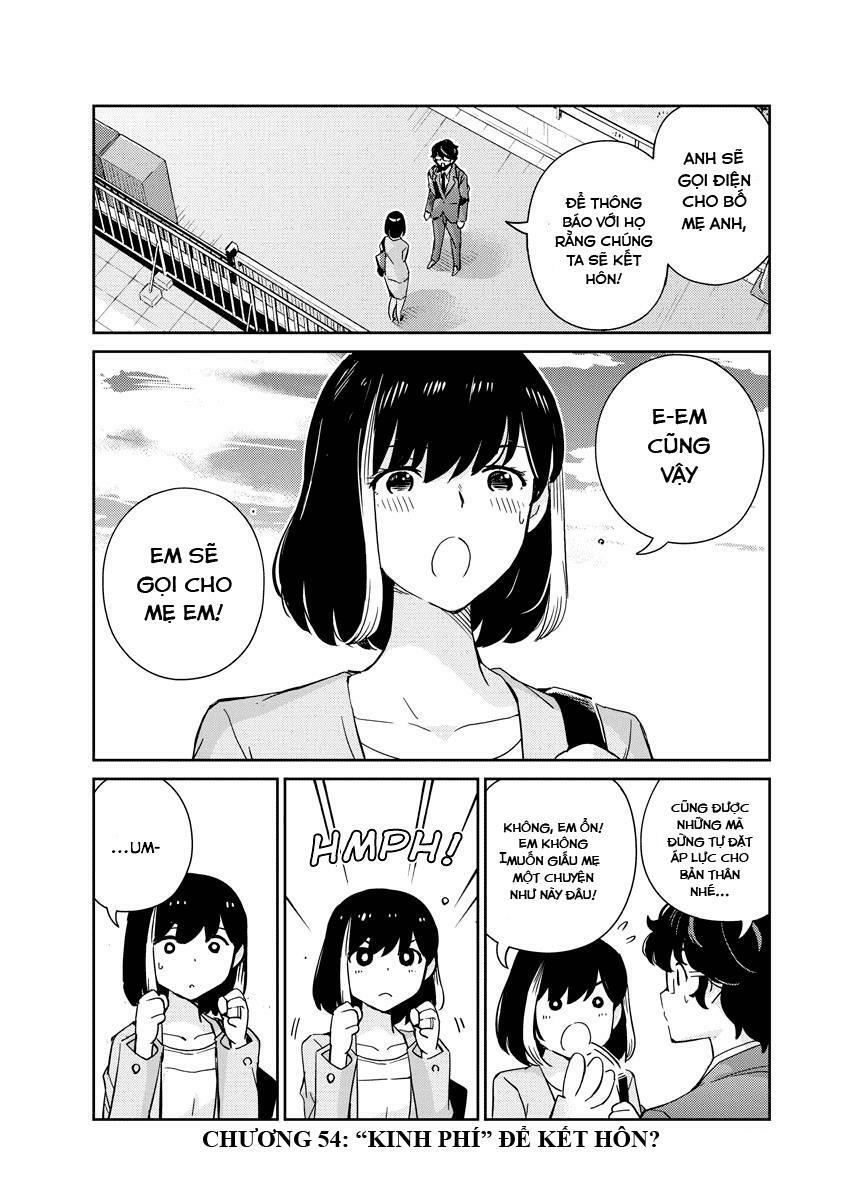 ANH SẼ
GỌI ĐIỆN
CHO BỐ
MẸ ANH,
ĐỂ THÔNG
BÁO VỚI HỌ
RẰNG CHÚNG
TA SẼ KẾT
HÔN!
E-EM
CŨNG
VẬY
EM SẼ
GỌI CHO
MẸ EM!
CŨNG ĐƯỢC
NHỮNG MÀ
ĐỪNG TỰ ĐẶT
ÁP LỰC CHO
BẢN THÂN
NHÉ...
KHÔNG, EM ỔN!
EM KHÔNG
MUỐN GIẤU MẸ
MỘT CHUYỆN
NHƯ NÀY ĐÂU!
HMPH!
...UM-
CHƯƠNG 54: “KINH PHÍ” ĐỂ KẾT HÔN?